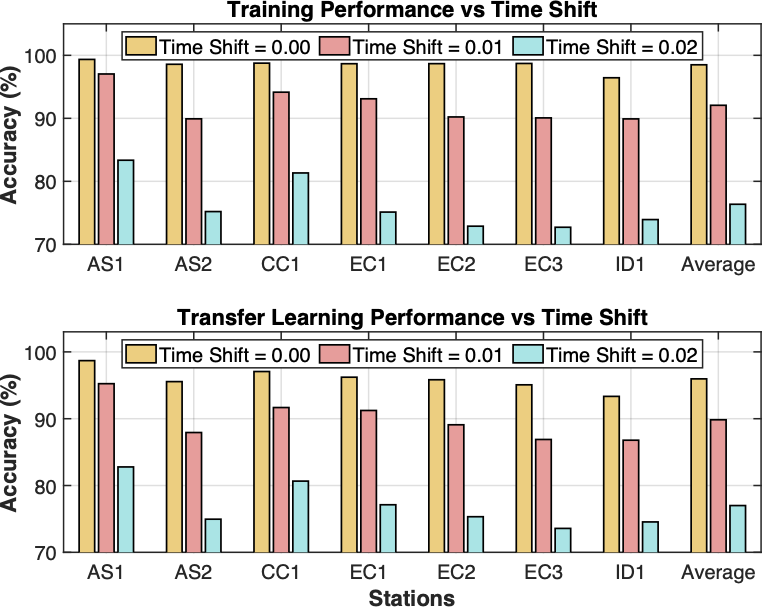 Training Performance vs Time Shift
Time Shift = 0.00 Time Shift = 0.01 Time Shift = 0.02
Accuracy (%)
100
90
80
70
AS1 AS2 CC1 EC1 EC2 EC3 ID1 Average
Transfer Learning Performance vs Time Shift
Time Shift = 0.00 Time Shift = 0.01 Time Shift = 0.02
Accuracy (%)
100
90
80
70
AS1 AS2 CC1 EC1 EC2 EC3 ID1 Average
Stations